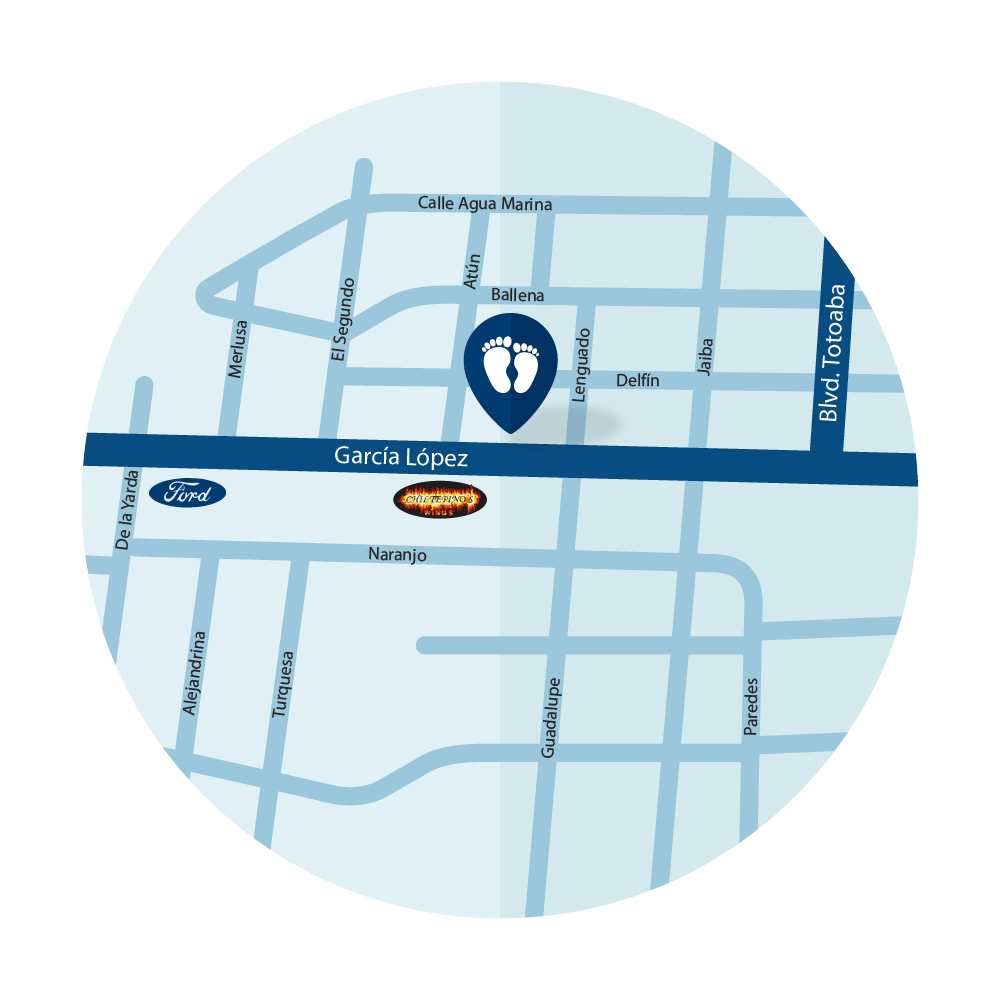 Calle Agua Marina
Atún
Ballena
El Segundo
Merlusa
Lenguado
Jaiba
Delfín
Blvd. Totoaba
García López
De la Yarda
Ford
CHILTEPINO'S
WINGS
Naranjo
Alejandrina
Turquesa
Guadalupe
Paredes